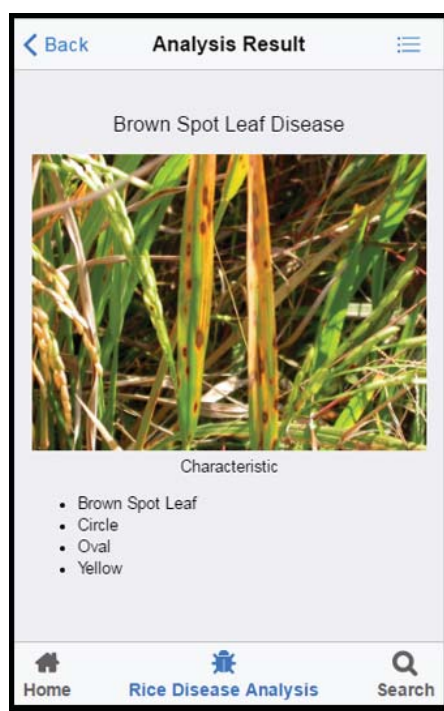 Back Analysis Result
Brown Spot Leaf Disease
Characteristic
Brown Spot Leaf
Circle
Oval
Yellow
Home Rice Disease Analysis Search